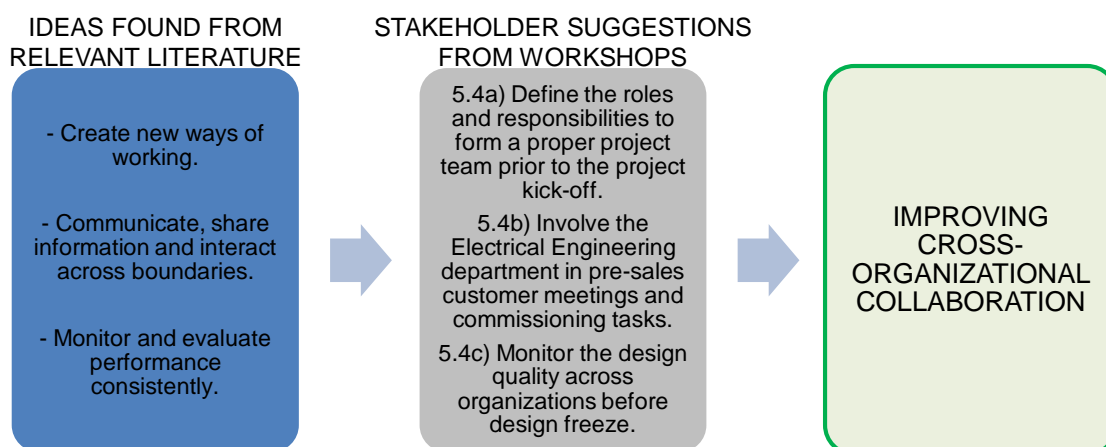 IDEAS FOUND FROM
RELEVANT LITERATURE
- Create new ways of
working.
- Communicate, share
information and interact
across boundaries.
- Monitor and evaluate
performance
consistently.
STAKEHOLDER SUGGESTIONS
FROM WORKSHOPS
5.4a) Define the roles
and responsibilities to
form a proper project
team prior to the project
kick-off.
5.4b) Involve the
Electrical Engineering
department in pre-sales
customer meetings and
commissioning tasks.
5.4c) Monitor the design
quality across
organizations before
design freeze.
IMPROVING
CROSS-
ORGANIZATIONAL
COLLABORATION